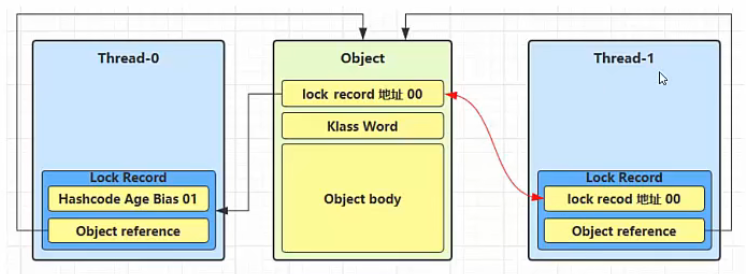 Thread-0
Object
Thread-1
lock record 地址 00
Klass Word
Object body
Lock Record
Hashcode Age Bias 01
Object reference
Lock Record
lock recod 地址 00
Object reference